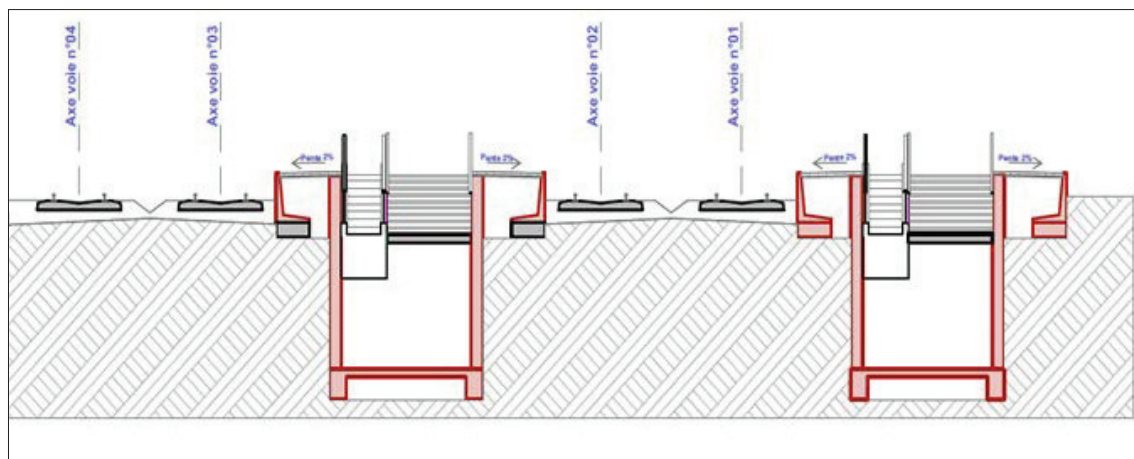 Axe voie n°04
Axe voie n°03
Axe voie n°02
Axe voie n°01
Pente 2%
Pente 2%
Pente 2%
Pente 2%